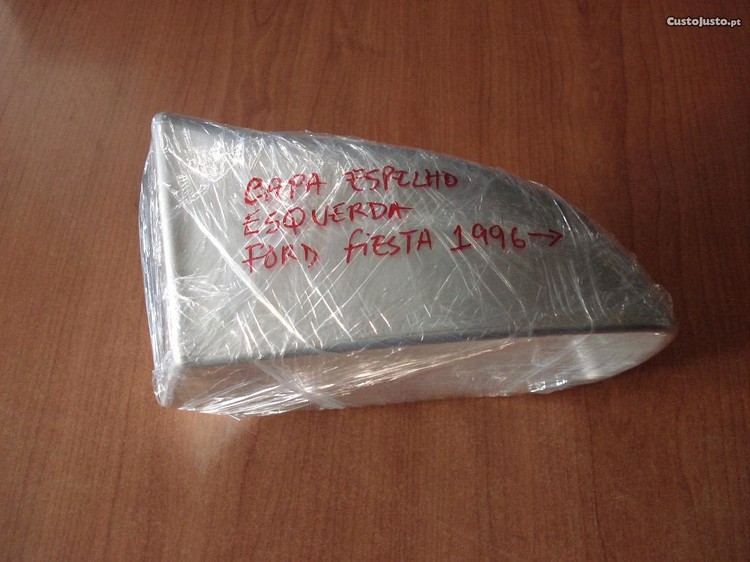 CustoJusto.pt
CAPA ESPELHO
ESQUERDA
FORD FIESTA 1996→